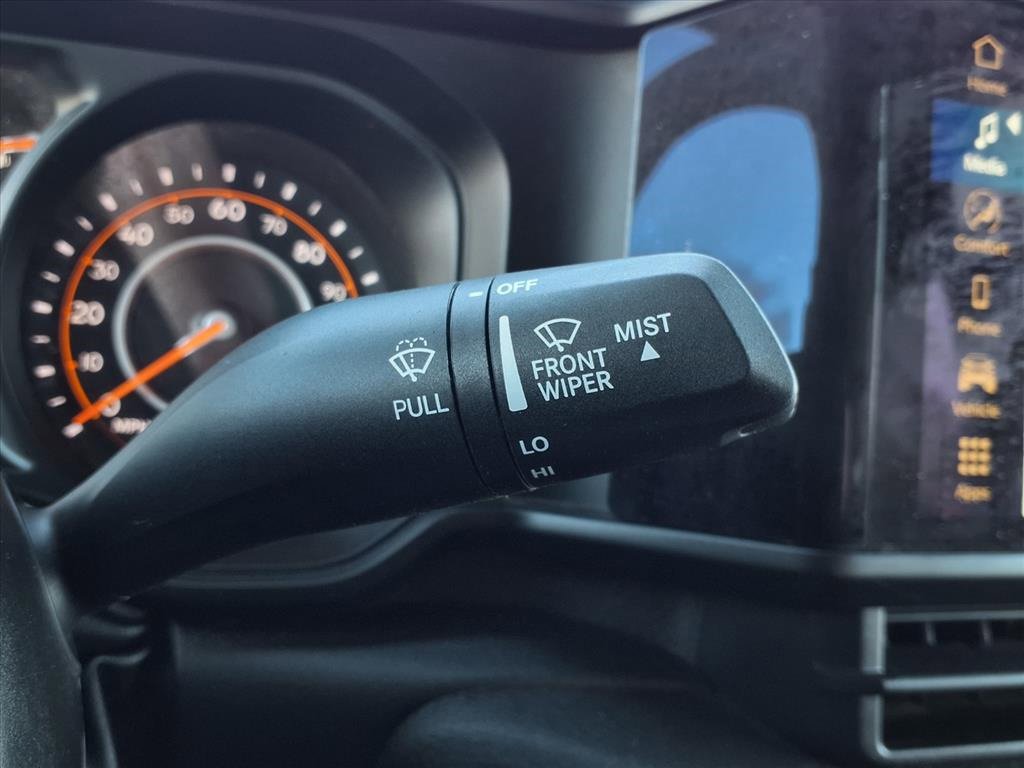 10
20
30
40
50
60
70
80
90
0
MPH
OFF
PULL
FRONT
WIPER
MIST
LO
HI
Home
Media
Comfort
Phone
Vehicle
Apps